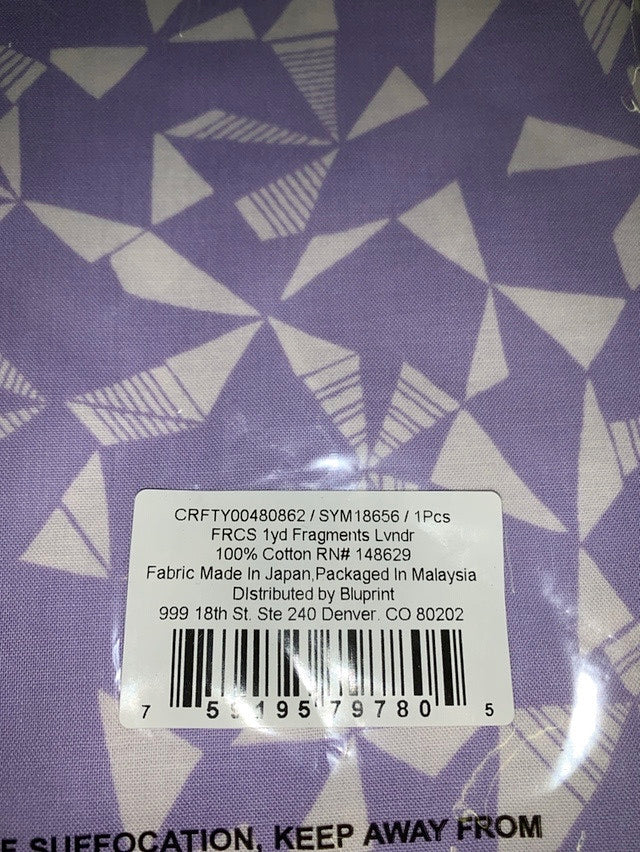 CRFTY00480862 / SYM18656 / 1Pcs
FRCS 1yd Fragments Lvndr
100% Cotton RN# 148629
Fabric Made In Japan,Packaged In Malaysia
DIstributed by Bluprint
999 18th St. Ste 240 Denver. CO 80202
7 59195 79780 5
SUFFOCATION, KEEP AWAY FROM